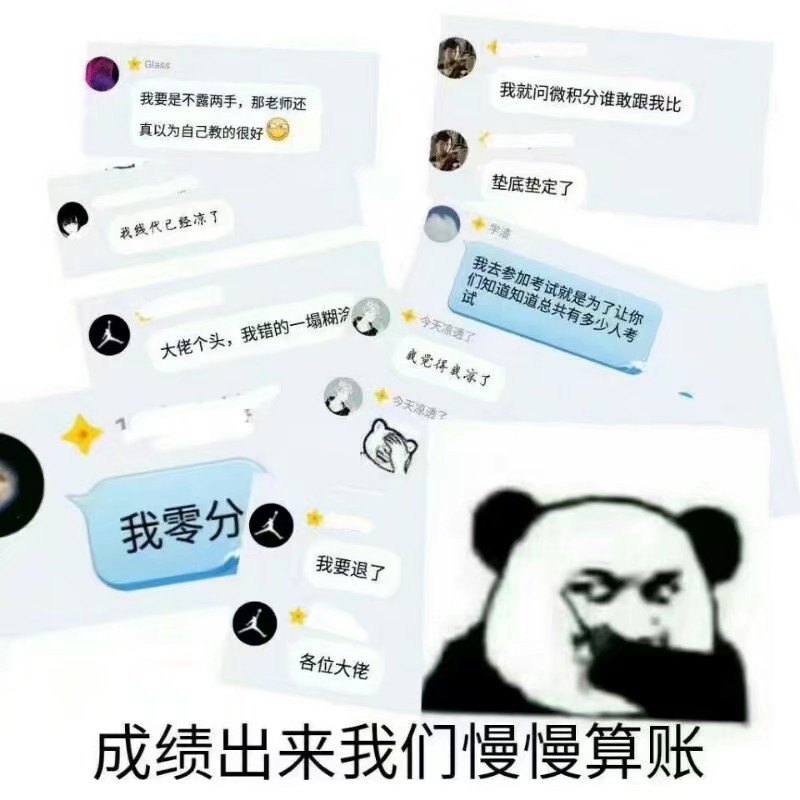 Glass
我要是不露两手，那老师还
真以为自己教的很好
我就问微积分谁敢跟我比
垫底垫定了
我线代已经凉了
学渣
我去参加考试就是为了让你
们知道知道总共有多少人考
试
大佬个头，我错的一塌糊涂
今天凉透了
我觉得我凉了
今天凉透了
我零分
我要退了
各位大佬
成绩出来我们慢慢算账